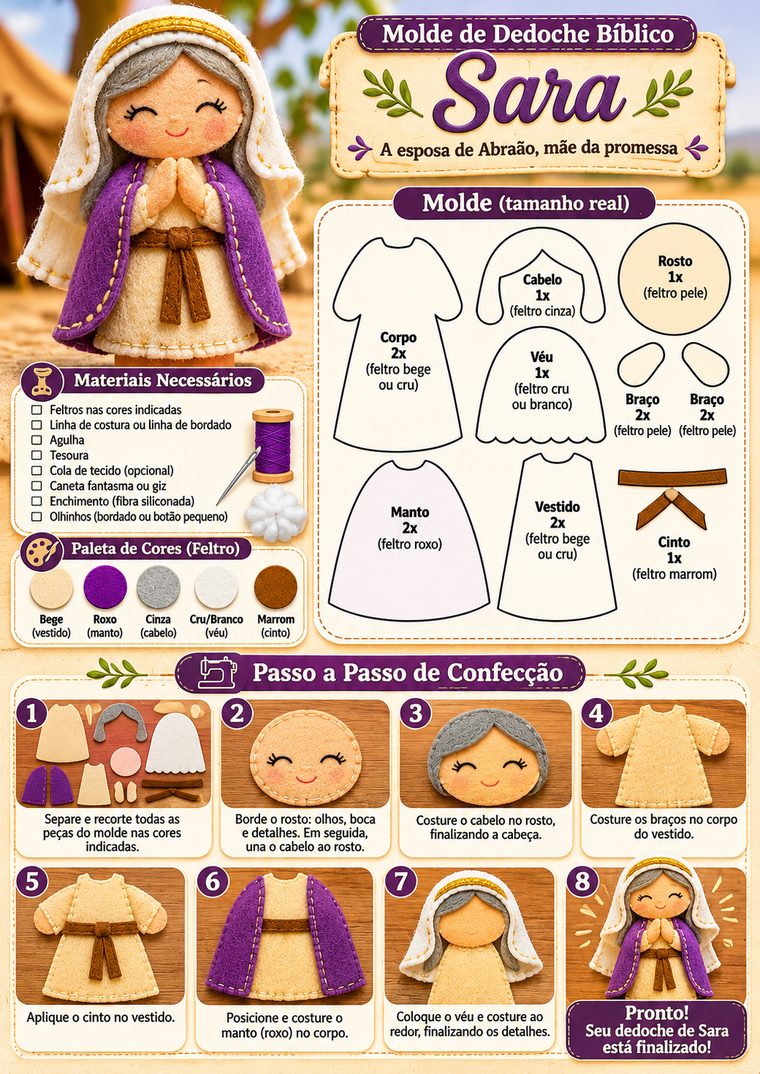 Molde de Dedoche Bíblico
Sara
A esposa de Abraão, mãe da promessa
Molde (tamanho real)
Corpo
2x
(feltro bege
ou cru)
Cabelo
1x
(feltro cinza)
Rosto
1x
(feltro pele)
Véu
1x
(feltro cru
ou branco)
Braço
2x
(feltro pele)
Braço
2x
(feltro pele)
Manto
2x
(feltro roxo)
Vestido
2x
(feltro bege
ou cru)
Cinto
1x
(feltro marrom)
Materiais Necessários
Feltros nas cores indicadas
Linha de costura ou linha de bordado
Agulha
Tesoura
Cola de tecido (opcional)
Caneta fantasma ou giz
Enchimento (fibra siliconada)
Olhinhos (bordado ou botão pequeno)
Paleta de Cores (Feltro)
Bege
(vestido)
Roxo
(manto)
Cinza
(cabelo)
Cru/Branco
(véu)
Marrom
(cinto)
Passo a Passo de Confecção
1
Separe e recorte todas as
peças do molde nas cores
indicadas.
2
Borde o rosto: olhos, boca
e detalhes. Em seguida,
una o cabelo ao rosto.
3
Costure o cabelo no rosto,
finalizando a cabeça.
4
Costure os braços no corpo
do vestido.
5
Aplique o cinto no vestido.
6
Posicione e costure o
manto (roxo) no corpo.
7
Coloque o véu e costure ao
redor, finalizando os detalhes.
8
Pronto!
Seu dedoche de Sara
está finalizado!